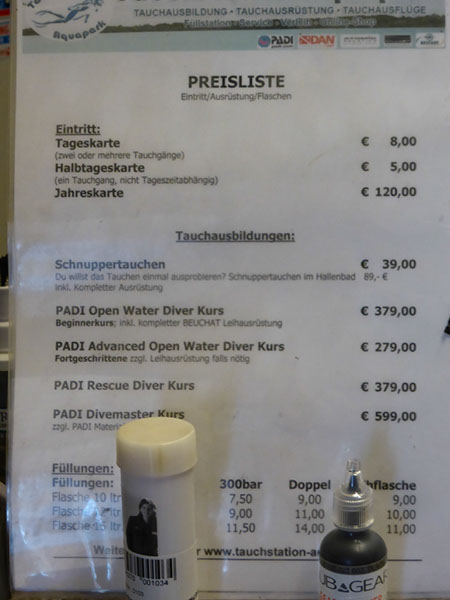 Aquapark
TAUCHAUSBILDUNG · TAUCHAUSRÜSTUNG · TAUCHAUSFLÜGE
Füllstation · Service · Verleih · Shop
PADI DAN
PREISLISTE
Eintritt/Ausrüstung/Flaschen
Eintritt:
Tageskarte € 8,00
(zwei oder mehrere Tauchgänge)
Halbtageskarte € 5,00
(ein Tauchgang, nicht Tageszeitabhängig)
Jahreskarte € 120,00
Tauchausbildungen:
Schnuppertauchen € 39,00
Du willst das Tauchen einmal ausprobieren? Schnuppertauchen im Hallenbad 89,- €
inkl. Kompletter Ausrüstung
PADI Open Water Diver Kurs € 379,00
Beginnerkurs; inkl. kompletter BEUCHAT Leihausrüstung
PADI Advanced Open Water Diver Kurs € 279,00
Fortgeschrittene zzgl. Leihausrüstung falls nötig
PADI Rescue Diver Kurs € 379,00
PADI Divemaster Kurs € 599,00
zzgl. PADI
Füllungen:
Füllungen: 300bar Doppel flasche
Flasche 10 ltr 7,50 9,00 9,00
9,00 11,00 10,00
Flasche 11,50 14,00 11,00
www.tauchstation-a
001034
UB GEAR